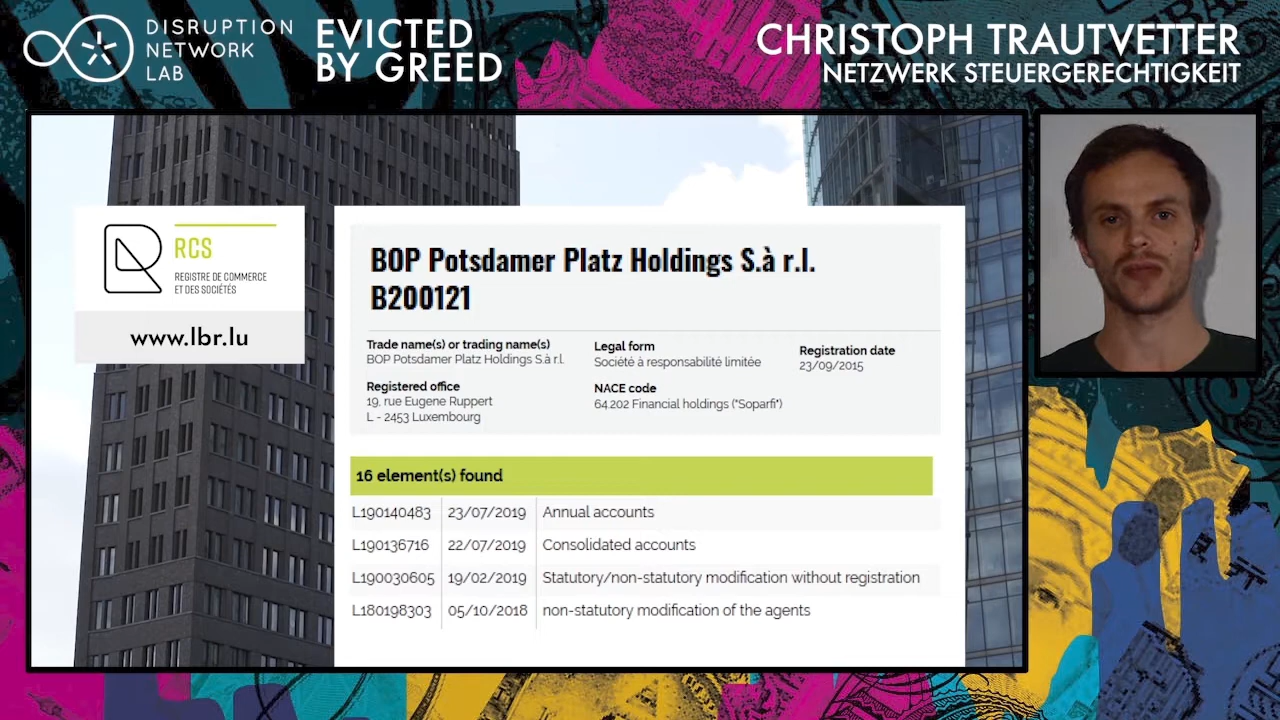 DISRUPTION
NETWORK
LAB
EVICTED
BY GREED
CHRISTOPH TRAUTVETTER
NETZWERK STEUERGERECHTIGKEIT
RCS
REGISTRE DE COMMERCE
ET DES SOCIÉTÉS
www.lbr.lu
BOP Potsdamer Platz Holdings S.à r.l.
B200121
Trade name(s) or trading name(s)
BOP Potsdamer Platz Holdings S.à r.l.
Legal form
Société à responsabilité limitée
Registration date
23/09/2015
Registered office
19, rue Eugene Ruppert
L - 2453 Luxembourg
NACE code
64.202 Financial holdings ("Soparfi")
16 element(s) found
L190140483 23/07/2019 Annual accounts
L190136716 22/07/2019 Consolidated accounts
L190030605 19/02/2019 Statutory/non-statutory modification without registration
L180198303 05/10/2018 non-statutory modification of the agents